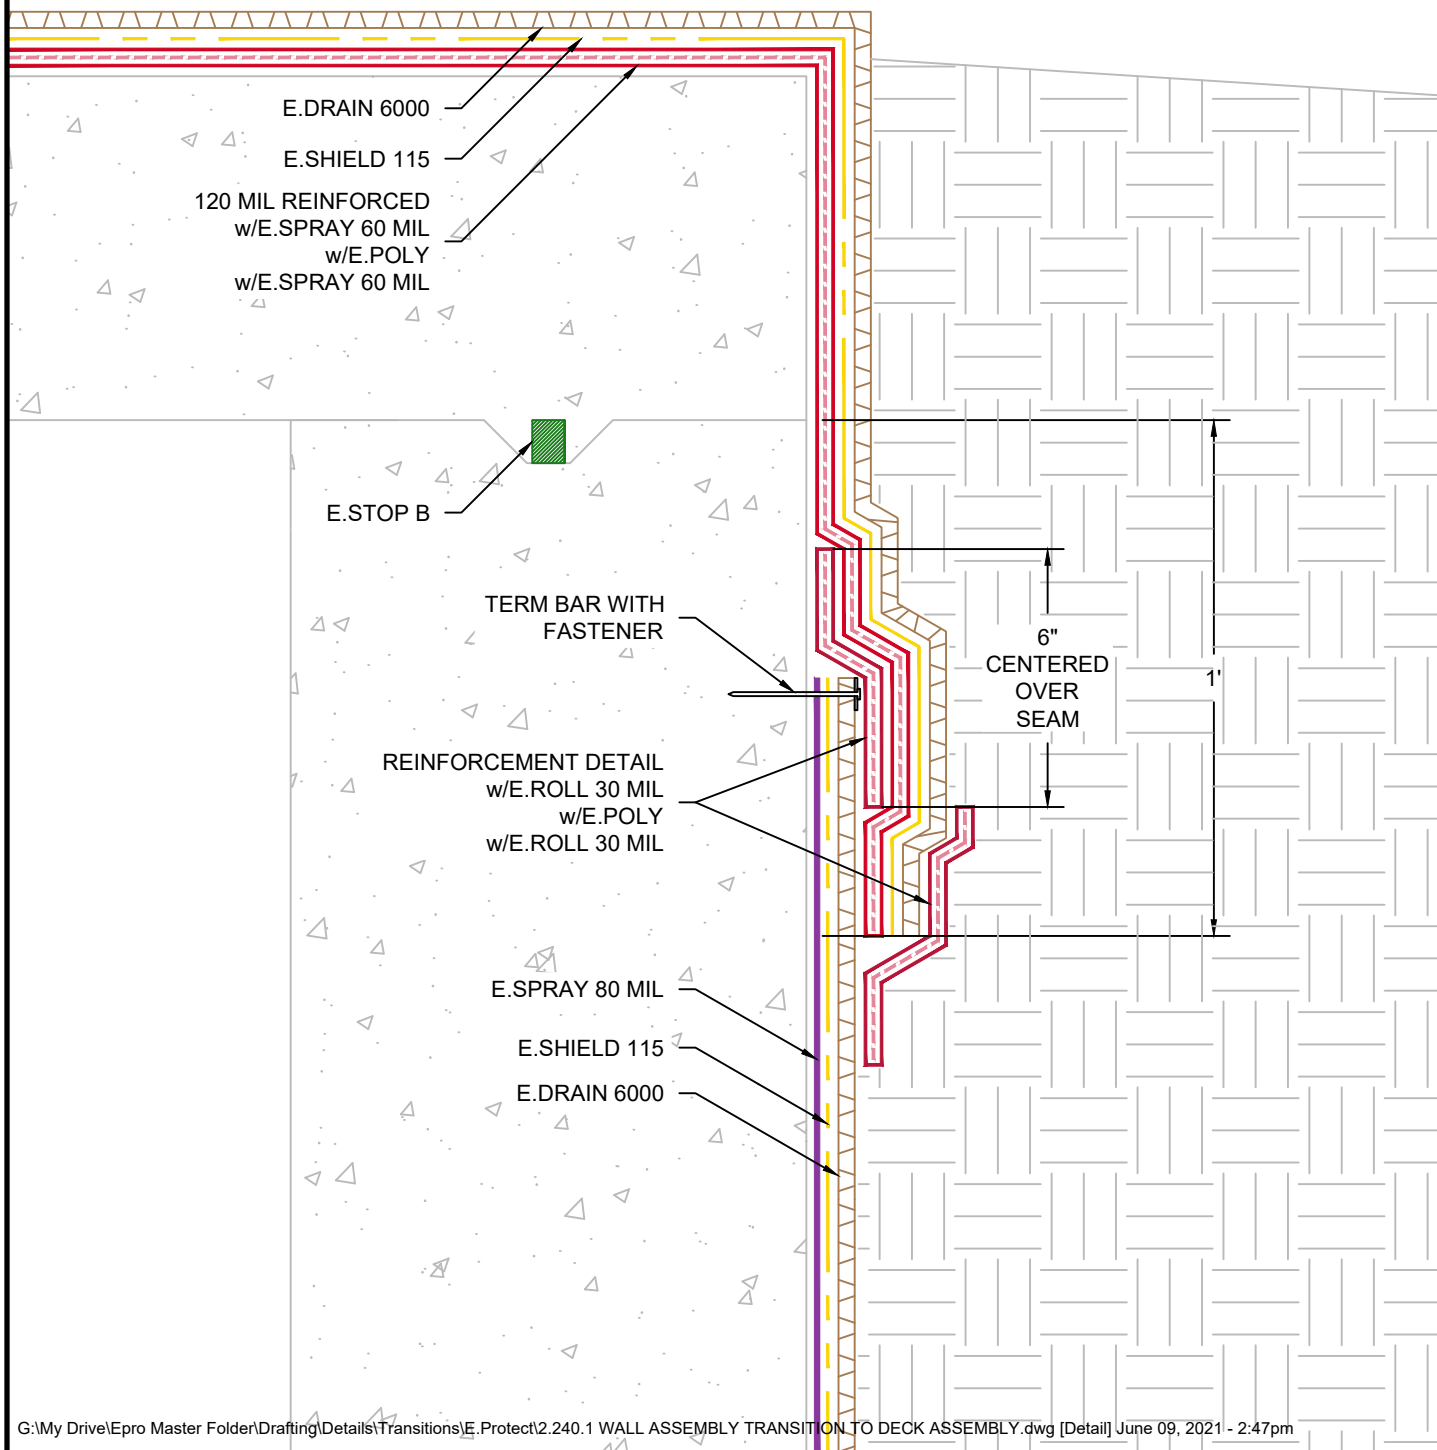 E.DRAIN 6000
E.SHIELD 115
120 MIL REINFORCED
w/E.SPRAY 60 MIL
w/E.POLY
w/E.SPRAY 60 MIL
E.STOP B
TERM BAR WITH
FASTENER
6"
CENTERED
OVER
SEAM
1'
REINFORCEMENT DETAIL
w/E.ROLL 30 MIL
w/E.POLY
w/E.ROLL 30 MIL
E.SPRAY 80 MIL
E.SHIELD 115
E.DRAIN 6000
G:\My Drive\Epro Master Folder\Drafting\Details\Transitions\E.Protect\2.240.1 WALL ASSEMBLY TRANSITION TO DECK ASSEMBLY.dwg [Detail] June 09, 2021 - 2:47pm